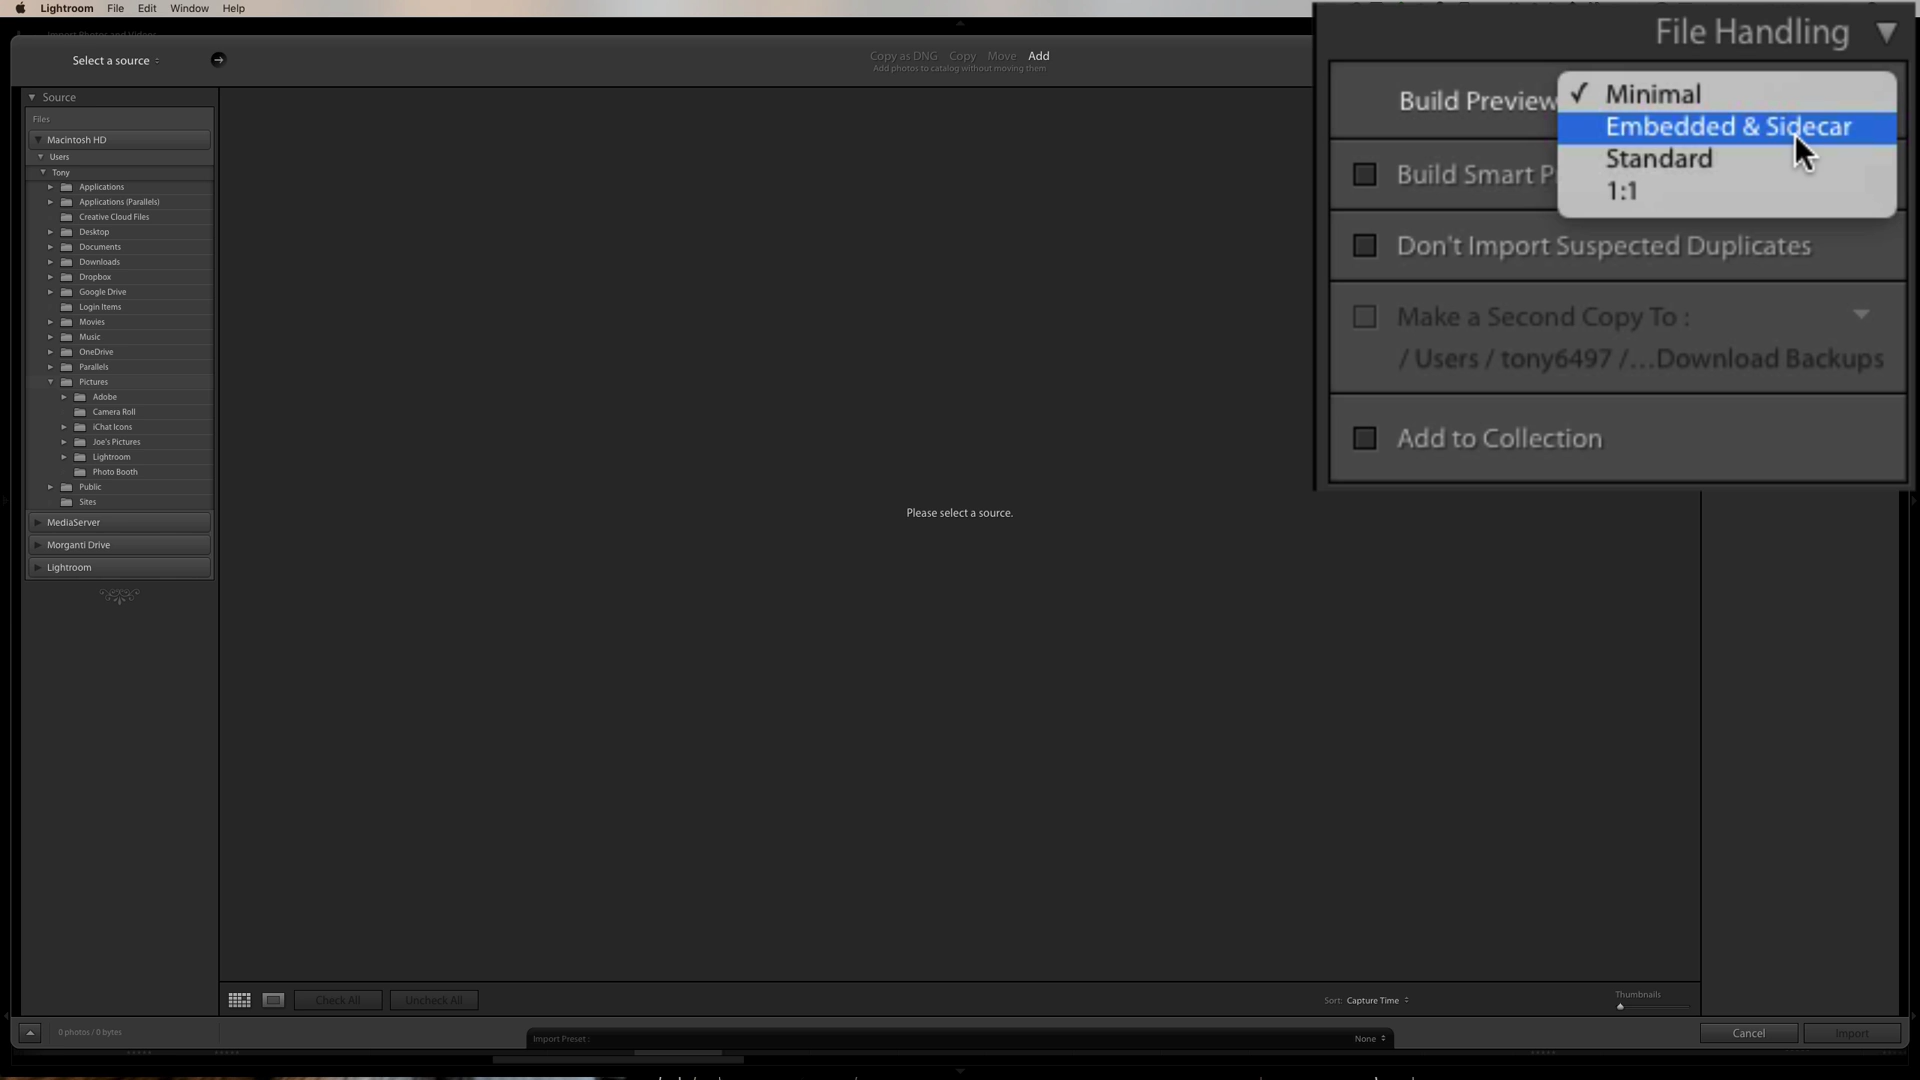 Lightroom File Edit Window Help
File Handling
Select a source
Copy as DNG Copy Move Add
Add photos to catalog without moving them
Build Preview
Minimal
Embedded & Sidecar
Standard
1:1
Build Smart P
Don't Import Suspected Duplicates
Make a Second Copy To :
/ Users / tony6497 /…Download Backups
Add to Collection
Source
Files
Macintosh HD
Users
Tony
Applications
Applications (Parallels)
Creative Cloud Files
Desktop
Documents
Downloads
Dropbox
Google Drive
Login Items
Movies
Music
OneDrive
Parallels
Pictures
Adobe
Camera Roll
iChat Icons
Joe's Pictures
Lightroom
Photo Booth
Public
Sites
MediaServer
Morganti Drive
Lightroom
Please select a source.
Check All Uncheck All
Sort: Capture Time
Thumbnails
0 photos / 0 bytes
Import Preset : None
Cancel Import